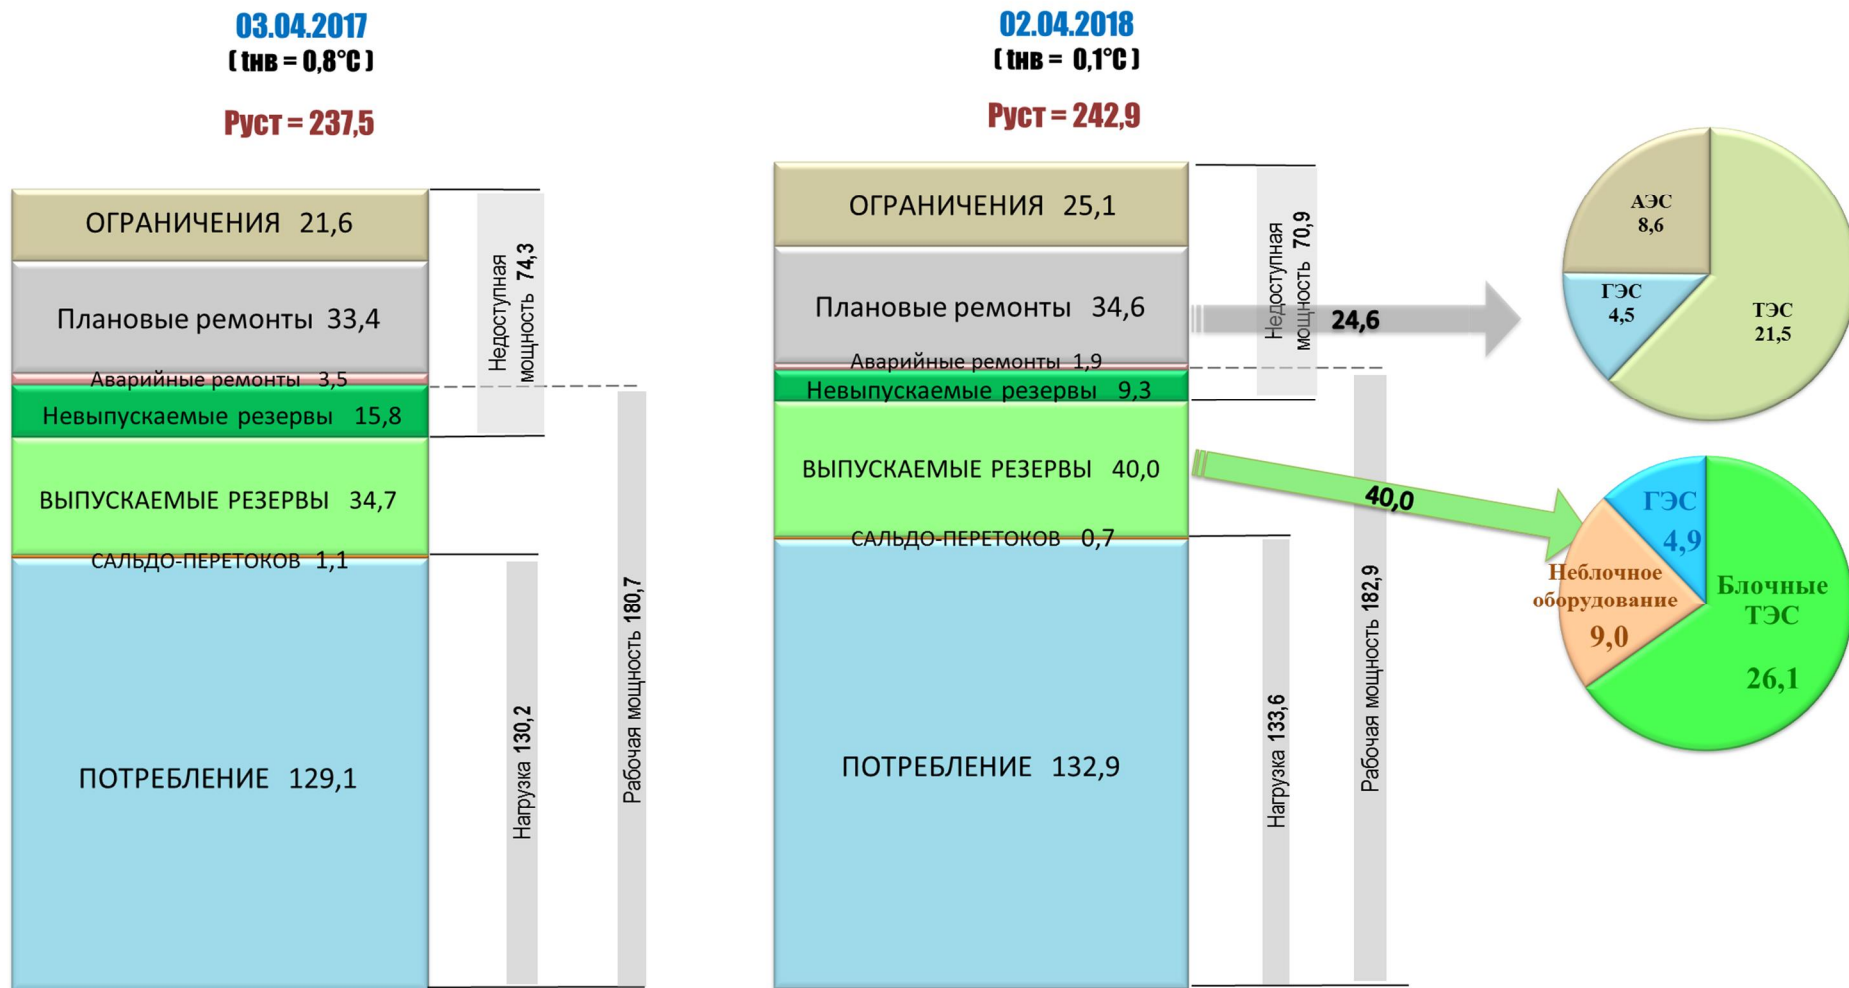 03.04.2017
( tнв = 0,8°C )
Руст = 237,5
ОГРАНИЧЕНИЯ 21,6
Плановые ремонты 33,4
Аварийные ремонты 3,5
Невыпускаемые резервы 15,8
ВЫПУСКАЕМЫЕ РЕЗЕРВЫ 34,7
САЛЬДО-ПЕРЕТОКОВ 1,1
ПОТРЕБЛЕНИЕ 129,1
Недоступная
мощность 74,3
Нагрузка 130,2
Рабочая мощность 180,7
02.04.2018
( tнв = 0,1°C )
Руст = 242,9
ОГРАНИЧЕНИЯ 25,1
Плановые ремонты 34,6
Аварийные ремонты 1,9
Невыпускаемые резервы 9,3
ВЫПУСКАЕМЫЕ РЕЗЕРВЫ 40,0
САЛЬДО-ПЕРЕТОКОВ 0,7
ПОТРЕБЛЕНИЕ 132,9
Недоступная
мощность 70,9
Нагрузка 133,6
Рабочая мощность 182,9
24,6
АЭС
8,6
ГЭС
4,5
ТЭС
21,5
40,0
ГЭС
4,9
Неблочное
оборудование
9,0
Блочные
ТЭС
26,1